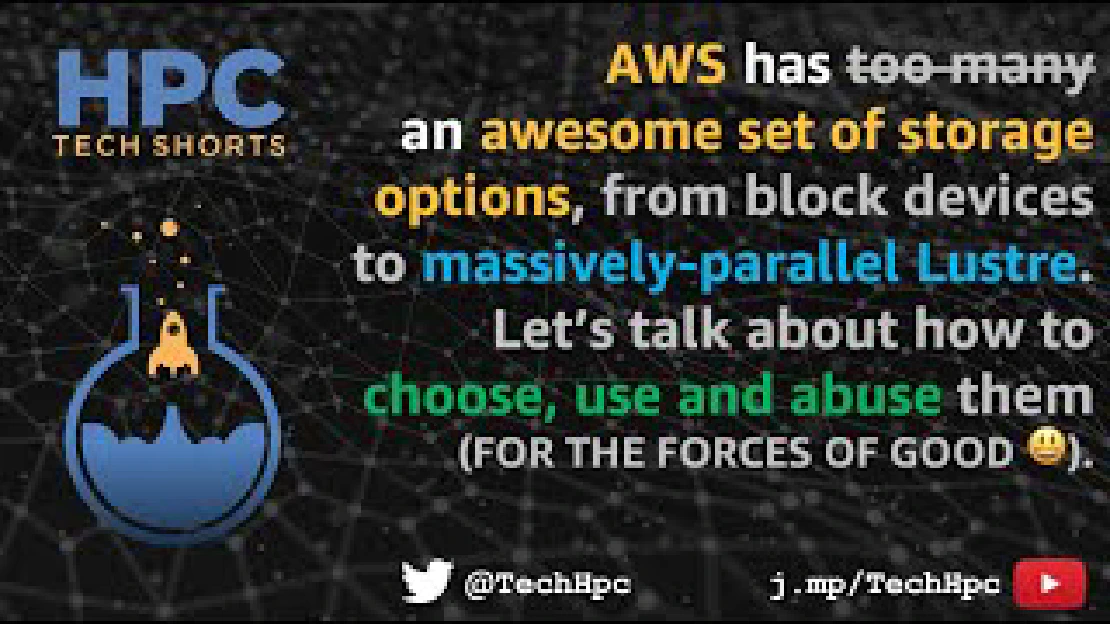 HPC
TECH SHORTS
AWS has too many
an awesome set of storage
options, from block devices
to massively-parallel Lustre.
Let's talk about how to
choose, use and abuse them
(FOR THE FORCES OF GOOD 😃).
@TechHpc
j.mp/TechHpc